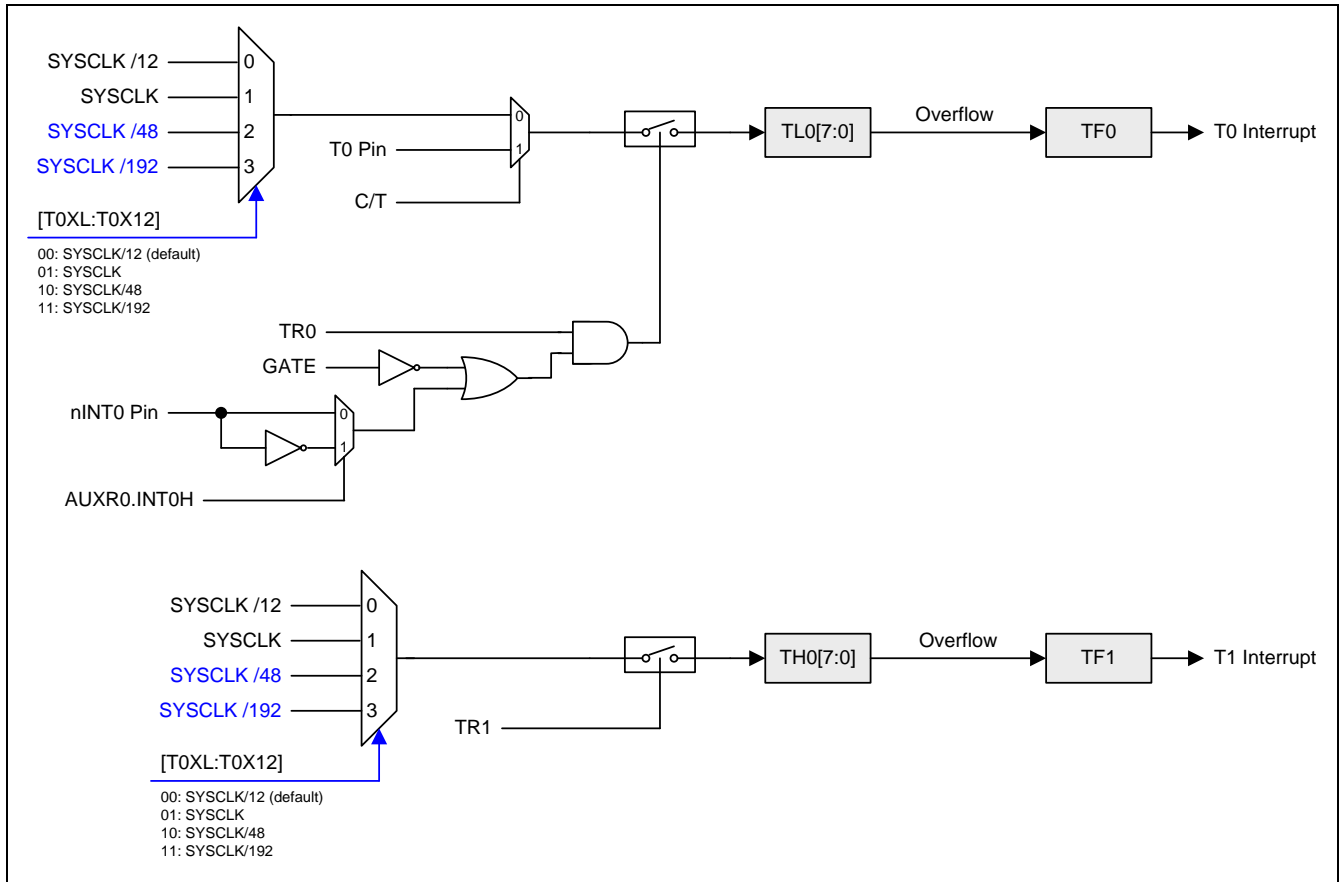 SYSCLK /12
0
SYSCLK
1
SYSCLK /48
2
SYSCLK /192
3
[T0XL:T0X12]
00: SYSCLK/12 (default)
01: SYSCLK
10: SYSCLK/48
11: SYSCLK/192
0
T0 Pin
1
C/T
TL0[7:0]
Overflow
TF0
T0 Interrupt
TR0
GATE
nINT0 Pin
0
1
AUXR0.INT0H
SYSCLK /12
0
SYSCLK
1
SYSCLK /48
2
SYSCLK /192
3
[T0XL:T0X12]
00: SYSCLK/12 (default)
01: SYSCLK
10: SYSCLK/48
11: SYSCLK/192
TR1
TH0[7:0]
Overflow
TF1
T1 Interrupt